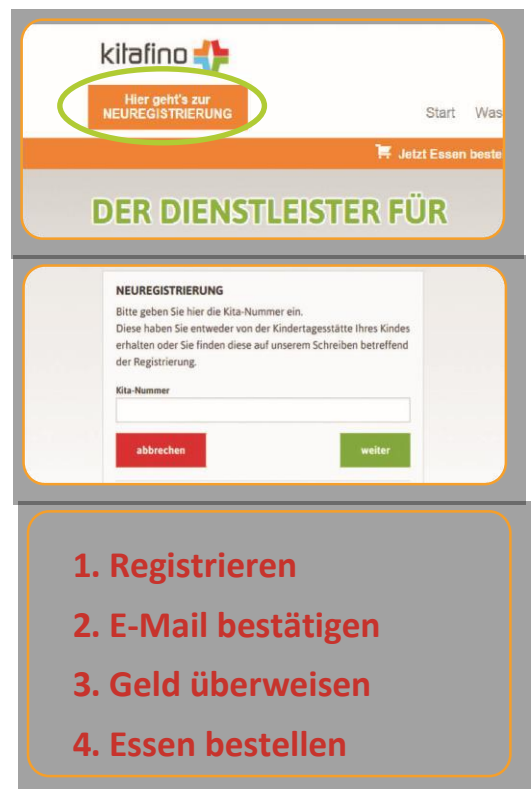 kitafino
Hier geht's zur
NEUREGISTRIERUNG
Start Was
Jetzt Essen beste
DER DIENSTLEISTER FÜR
NEUREGISTRIERUNG
Bitte geben Sie hier die Kita-Nummer ein.
Diese haben Sie entweder von der Kindertagesstätte Ihres Kindes
erhalten oder Sie finden diese auf unserem Schreiben betreffend
der Registrierung.
Kita-Nummer
abbrechen weiter
1. Registrieren
2. E-Mail bestätigen
3. Geld überweisen
4. Essen bestellen